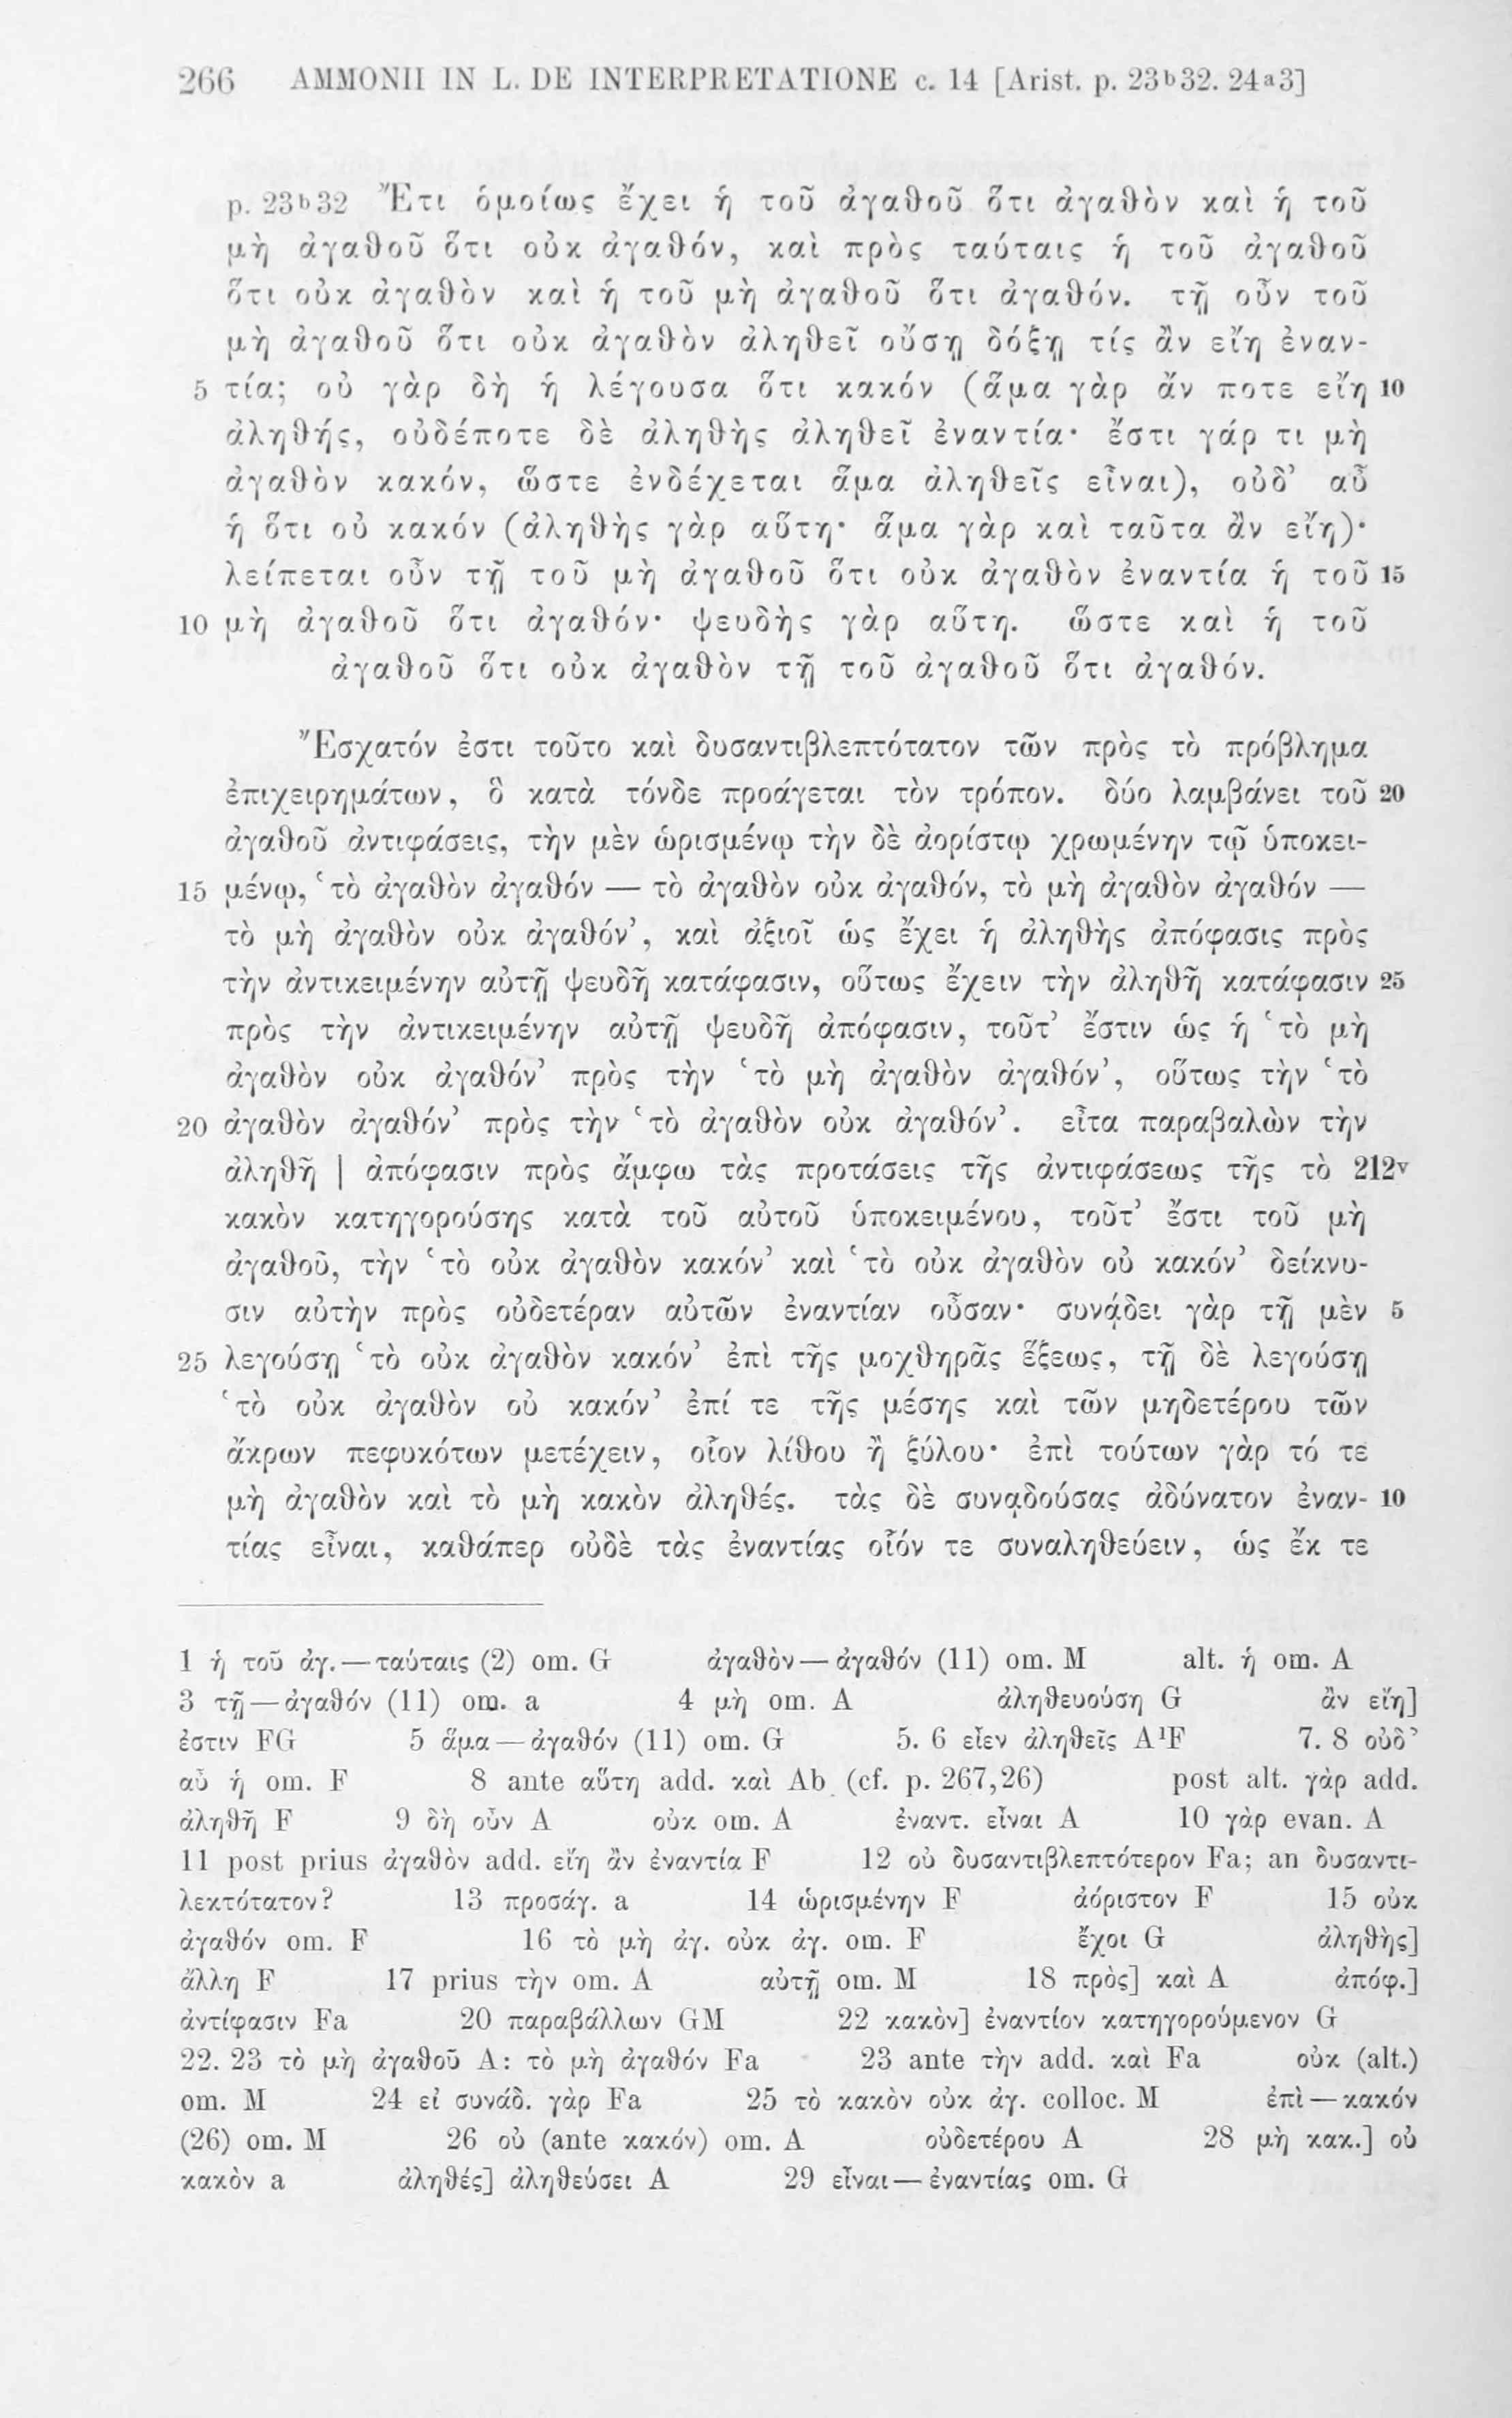 266 AMMONII IN L. DE INTERPRETATIONE c. 14 [Arist. p. 23ᵇ32. 24ᵃ3]
p. 23ᵇ32 Ἔτι ὁμοίως ἔχει ἡ τοῦ ἀγαθοῦ ὅτι ἀγαθὸν καὶ ἡ τοῦ
μὴ ἀγαθοῦ ὅτι οὐκ ἀγαθόν, καὶ πρὸς ταύταις ἡ τοῦ ἀγαθοῦ
ὅτι οὐκ ἀγαθὸν καὶ ἡ τοῦ μὴ ἀγαθοῦ ὅτι ἀγαθόν. τῇ οὖν τοῦ
μὴ ἀγαθοῦ ὅτι οὐκ ἀγαθὸν ἀληθεῖ οὔσῃ δόξῃ τίς ἂν εἴη ἐναν-
5 τία; οὐ γὰρ δὴ ἡ λέγουσα ὅτι κακόν (ἅμα γὰρ ἄν ποτε εἴη 10
ἀληθής, οὐδέποτε δὲ ἀληθὴς ἀληθεῖ ἐναντία· ἔστι γάρ τι μὴ
ἀγαθὸν κακόν, ὥστε ἐνδέχεται ἅμα ἀληθεῖς εἶναι), οὐδ’ αὖ
ἡ ὅτι οὐ κακόν (ἀληθὴς γὰρ αὕτη· ἅμα γὰρ καὶ ταῦτα ἂν εἴη)·
λείπεται οὖν τῇ τοῦ μὴ ἀγαθοῦ ὅτι οὐκ ἀγαθὸν ἐναντία ἡ τοῦ 15
10 μὴ ἀγαθοῦ ὅτι ἀγαθόν· ψευδὴς γὰρ αὕτη. ὥστε καὶ ἡ τοῦ
ἀγαθοῦ ὅτι οὐκ ἀγαθὸν τῇ τοῦ ἀγαθοῦ ὅτι ἀγαθόν.
Ἔσχατόν ἐστι τοῦτο καὶ δυσαντιβλεπτότατον τῶν πρὸς τὸ πρόβλημα
ἐπιχειρημάτων, ὃ κατὰ τόνδε προάγεται τὸν τρόπον. δύο λαμβάνει τοῦ 20
ἀγαθοῦ ἀντιφάσεις, τὴν μὲν ὡρισμένῳ τὴν δὲ ἀορίστῳ χρωμένην τῷ ὑποκει-
15 μένῳ, ‘τὸ ἀγαθὸν ἀγαθόν — τὸ ἀγαθὸν οὐκ ἀγαθόν, τὸ μὴ ἀγαθὸν ἀγαθόν —
τὸ μὴ ἀγαθὸν οὐκ ἀγαθόν’, καὶ ἀξιοῖ ὡς ἔχει ἡ ἀληθὴς ἀπόφασις πρὸς
τὴν ἀντικειμένην αὐτῇ ψευδῆ κατάφασιν, οὕτως ἔχειν τὴν ἀληθῆ κατάφασιν 25
πρὸς τὴν ἀντικειμένην αὐτῇ ψευδῆ ἀπόφασιν, τοῦτ’ ἔστιν ὡς ἡ ‘τὸ μὴ
ἀγαθὸν οὐκ ἀγαθόν’ πρὸς τὴν ‘τὸ μὴ ἀγαθὸν ἀγαθόν’, οὕτως τὴν ‘τὸ
20 ἀγαθὸν ἀγαθόν’ πρὸς τὴν ‘τὸ ἀγαθὸν οὐκ ἀγαθόν’. εἶτα παραβαλὼν τὴν
ἀληθῆ | ἀπόφασιν πρὸς ἄμφω τὰς προτάσεις τῆς ἀντιφάσεως τῆς τὸ 212ᵛ
κακὸν κατηγορούσης κατὰ τοῦ αὐτοῦ ὑποκειμένου, τοῦτ’ ἔστι τοῦ μὴ
ἀγαθοῦ, τὴν ‘τὸ οὐκ ἀγαθὸν κακόν’ καὶ ‘τὸ οὐκ ἀγαθὸν οὐ κακόν’ δείκνυ-
σιν αὐτὴν πρὸς οὐδετέραν αὐτῶν ἐναντίαν οὖσαν· συνᾴδει γὰρ τῇ μὲν 5
25 λεγούσῃ ‘τὸ οὐκ ἀγαθὸν κακόν’ ἐπὶ τῆς μοχθηρᾶς ἕξεως, τῇ δὲ λεγούσῃ
‘τὸ οὐκ ἀγαθὸν οὐ κακόν’ ἐπί τε τῆς μέσης καὶ τῶν μηδετέρου τῶν
ἄκρων πεφυκότων μετέχειν, οἷον λίθου ἢ ξύλου· ἐπὶ τούτων γὰρ τό τε
μὴ ἀγαθὸν καὶ τὸ μὴ κακὸν ἀληθές. τὰς δὲ συνᾳδούσας ἀδύνατον ἐναν- 10
τίας εἶναι, καθάπερ οὐδὲ τὰς ἐναντίας οἷόν τε συναληθεύειν, ὡς ἔκ τε
1 ἡ τοῦ ἀγ. — ταύταις (2) om. G ἀγαθὸν — ἀγαθόν (11) om. M alt. ἡ om. A
3 τῇ — ἀγαθόν (11) om. a 4 μὴ om. A ἀληθευούσῃ G ἂν εἴη]
ἐστιν FG 5 ἅμα — ἀγαθόν (11) om. G 5. 6 εἶεν ἀληθεῖς A¹F 7. 8 οὐδ’
αὖ ἡ om. F 8 ante αὕτη add. καὶ Ab (cf. p. 267,26) post alt. γὰρ add.
ἀληθῆ F 9 δὴ οὖν A οὐκ om. A ἐναντ. εἶναι A 10 γὰρ evan. A
11 post prius ἀγαθὸν add. εἴη ἂν ἐναντία F 12 οὐ δυσαντιβλεπτότερον Fa; an δυσαντι-
λεκτότατον? 13 προσάγ. a 14 ὡρισμένην F ἀόριστον F 15 οὐκ
ἀγαθόν om. F 16 τὸ μὴ ἀγ. οὐκ ἀγ. om. F ἔχοι G ἀληθὴς]
ἄλλη F 17 prius τὴν om. A αὐτῇ om. M 18 πρὸς] καὶ A ἀπόφ.]
ἀντίφασιν Fa 20 παραβάλλων GM 22 κακὸν] ἐναντίον κατηγορούμενον G
22. 23 τὸ μὴ ἀγαθοῦ A: τὸ μὴ ἀγαθόν Fa 23 ante τὴν add. καὶ Fa οὐκ (alt.)
om. M 24 εἰ συνάδ. γὰρ Fa 25 τὸ κακὸν οὐκ ἀγ. colloc. M ἐπὶ — κακόν
(26) om. M 26 οὐ (ante κακόν) om. A οὐδετέρου A 28 μὴ κακ.] οὐ
κακὸν a ἀληθές] ἀληθεύσει A 29 εἶναι — ἐναντίας om. G